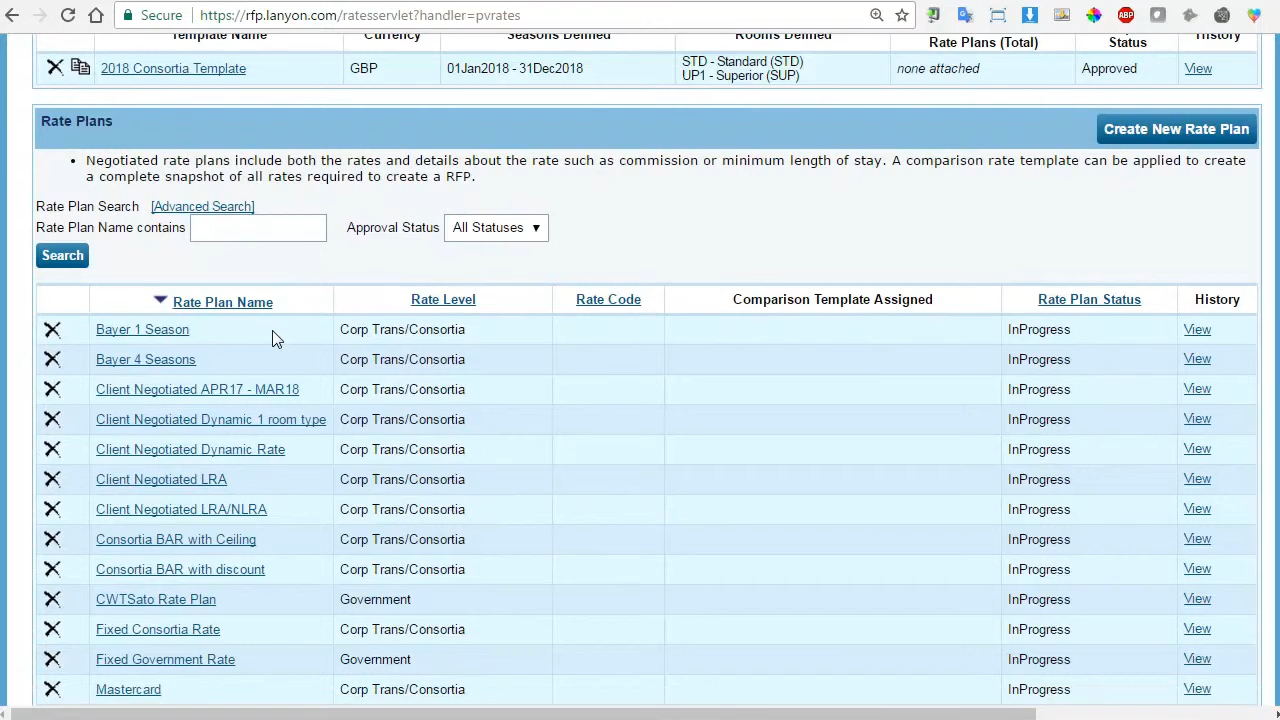 Secure
https://rfp.lanyon.com/ratesservlet?handler=pvrates
ABP
Template Name Currency Seasons Defined Rooms Defined Rate Plans (Total) Status History
2018 Consortia Template GBP 01Jan2018 - 31Dec2018 STD - Standard (STD) none attached Approved View
UP1 - Superior (SUP)
Rate Plans
Create New Rate Plan
• Negotiated rate plans include both the rates and details about the rate such as commission or minimum length of stay. A comparison rate template can be applied to create
a complete snapshot of all rates required to create a RFP.
Rate Plan Search [Advanced Search]
Rate Plan Name contains Approval Status All Statuses
Search
Rate Plan Name Rate Level Rate Code Comparison Template Assigned Rate Plan Status History
Bayer 1 Season Corp Trans/Consortia InProgress View
Bayer 4 Seasons Corp Trans/Consortia InProgress View
Client Negotiated APR17 - MAR18 Corp Trans/Consortia InProgress View
Client Negotiated Dynamic 1 room type Corp Trans/Consortia InProgress View
Client Negotiated Dynamic Rate Corp Trans/Consortia InProgress View
Client Negotiated LRA Corp Trans/Consortia InProgress View
Client Negotiated LRA/NLRA Corp Trans/Consortia InProgress View
Consortia BAR with Ceiling Corp Trans/Consortia InProgress View
Consortia BAR with discount Corp Trans/Consortia InProgress View
CWTSato Rate Plan Government InProgress View
Fixed Consortia Rate Corp Trans/Consortia InProgress View
Fixed Government Rate Government InProgress View
Mastercard Corp Trans/Consortia InProgress View